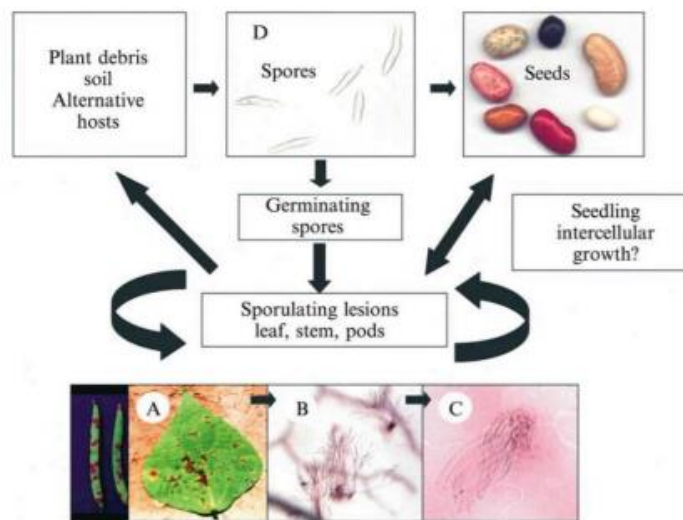 Plant debris
soil
Alternative
hosts
D
Spores
Seeds
Germinating
spores
Seedling
intercellular
growth?
Sporulating lesions
leaf, stem, pods
A
B
C